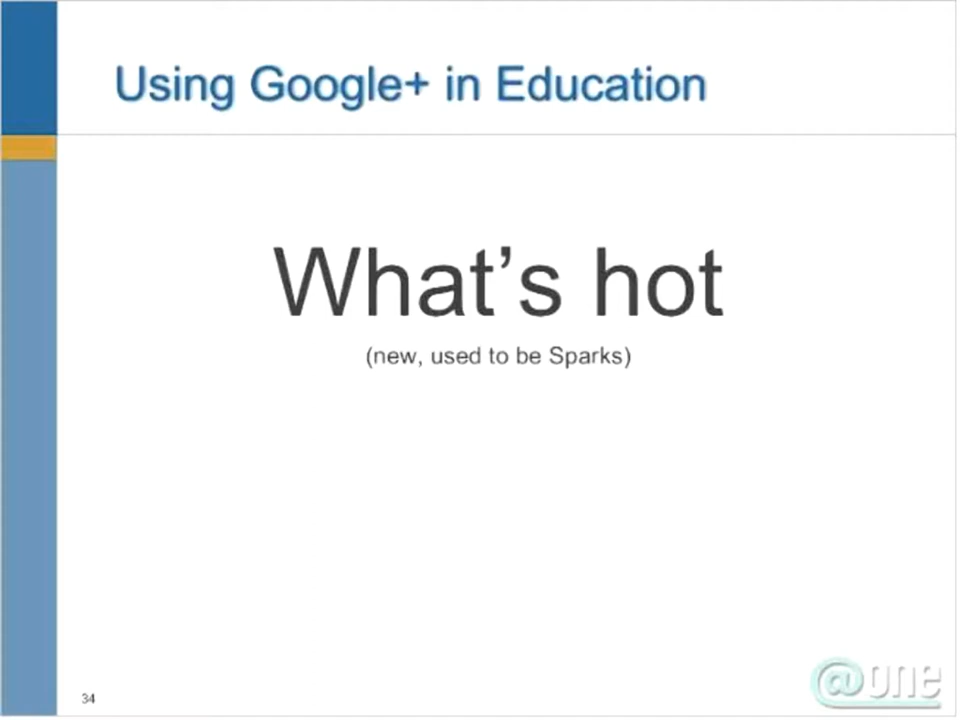 Using Google+ in Education
What’s hot
(new, used to be Sparks)
34
@one